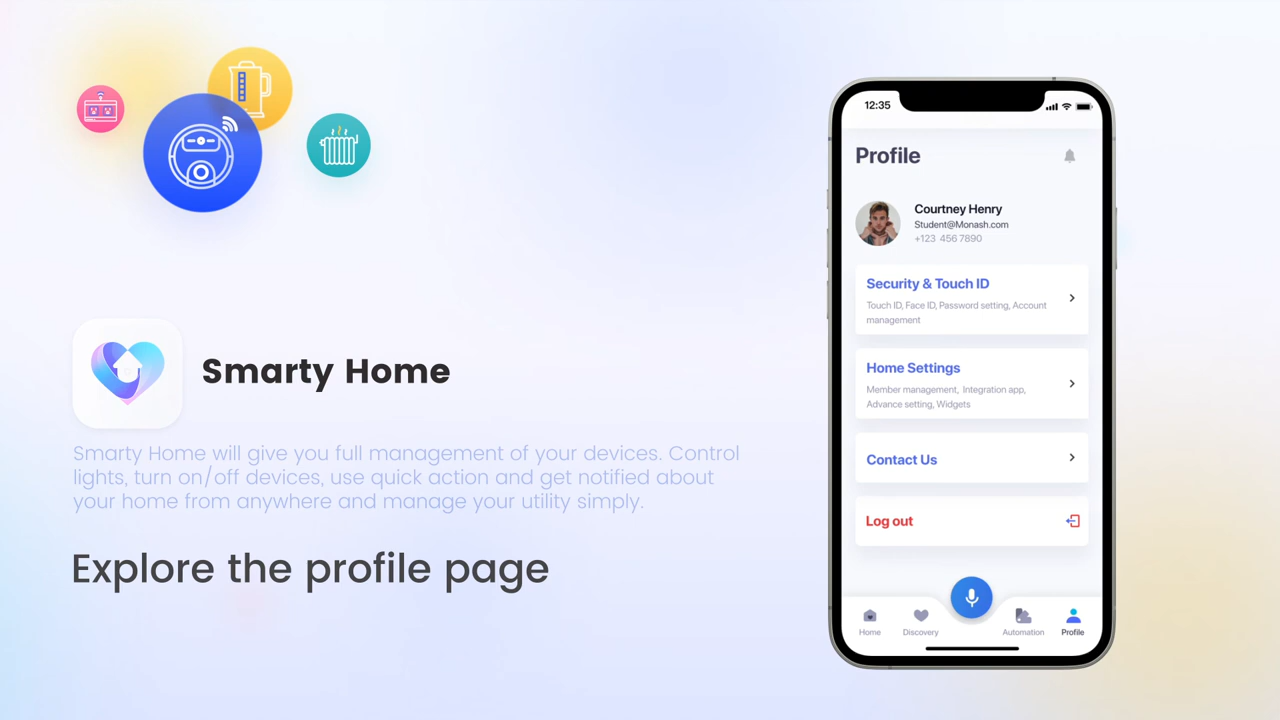 Smarty Home
Smarty Home will give you full management of your devices. Control
lights, turn on/off devices, use quick action and get notified about
your home from anywhere and manage your utility simply.
Explore the profile page
12:35
Profile
Courtney Henry
Student@Monash.com
+123 456 7890
Security & Touch ID
Touch ID, Face ID, Password setting, Account
management
Home Settings
Member management, Integration app,
Advance setting, Widgets
Contact Us
Log out
Home Discovery Automation Profile